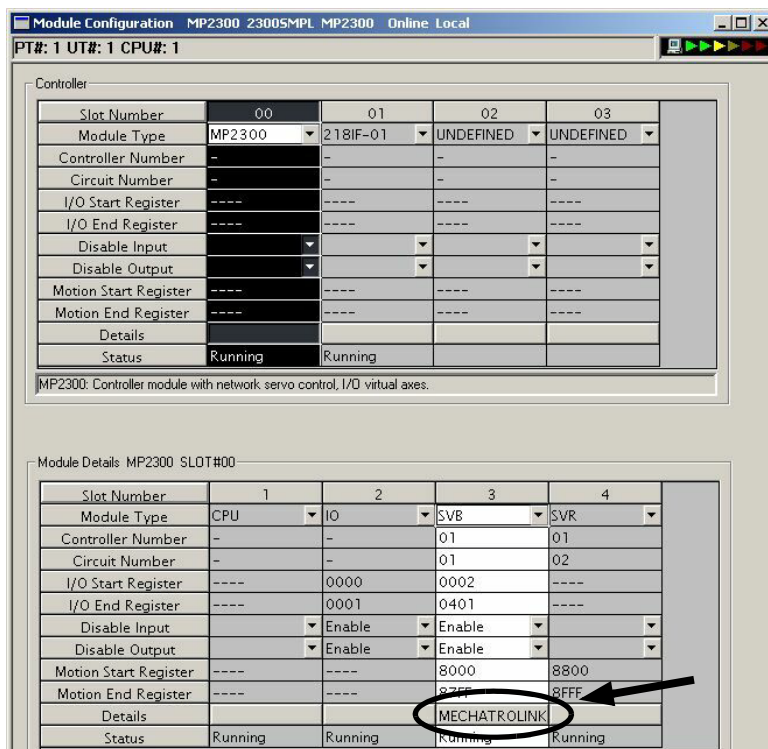 Module Configuration MP2300 2300SMPL MP2300 Online Local
PT#: 1 UT#: 1 CPU#: 1
Controller
Slot Number 00 01 02 03
Module Type MP2300 218IF-01 UNDEFINED UNDEFINED
Controller Number - - - -
Circuit Number - - - -
I/O Start Register ---- ---- ---- ----
I/O End Register ---- ---- ---- ----
Disable Input
Disable Output
Motion Start Register ---- ---- ---- ----
Motion End Register ---- ---- ---- ----
Details
Status Running Running
MP2300: Controller module with network servo control, I/O virtual axes.
Module Details MP2300 SLOT#00
Slot Number 1 2 3 4
Module Type CPU IO SVB SVR
Controller Number - - 01 01
Circuit Number - - 01 02
I/O Start Register ---- 0000 0002 ----
I/O End Register ---- 0001 0401 ----
Disable Input Enable Enable
Disable Output Enable Enable
Motion Start Register ---- ---- 8000 8800
Motion End Register ---- ---- 87FF 8FFF
Details MECHATROLINK
Status Running Running Running Running